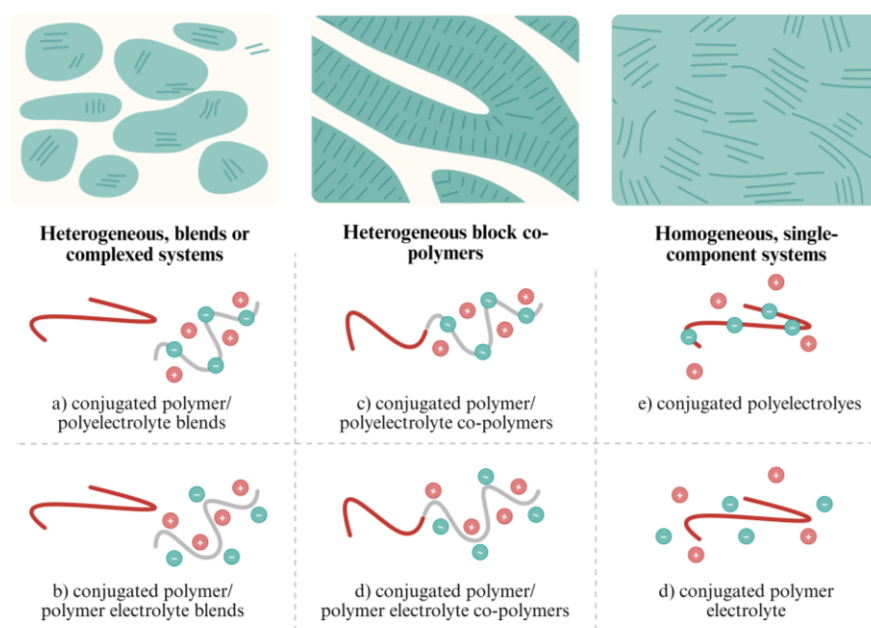 Heterogeneous, blends or
complexed systems
Heterogeneous block co-
polymers
Homogeneous, single-
component systems
a) conjugated polymer/
polyelectrolyte blends
c) conjugated polymer/
polyelectrolyte co-polymers
e) conjugated polyelectrolyes
b) conjugated polymer/
polymer electrolyte blends
d) conjugated polymer/
polymer electrolyte co-polymers
d) conjugated polymer
electrolyte